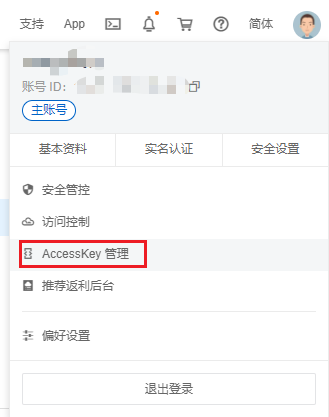 支持 App 简体
账号 ID：
主账号
基本资料 实名认证 安全设置
安全管控
访问控制
AccessKey 管理
推荐返利后台
偏好设置
退出登录